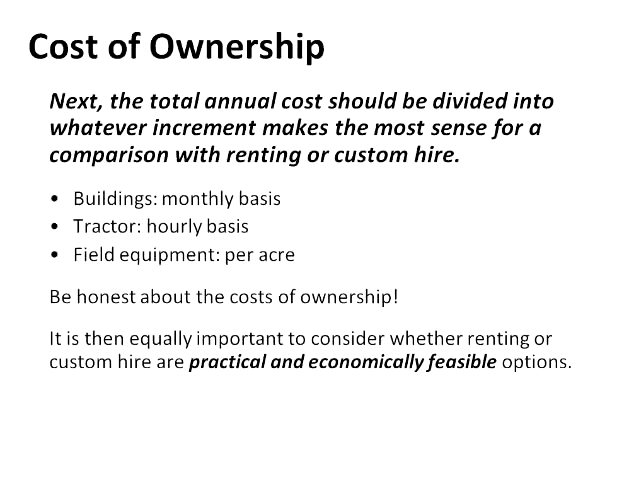 Cost of Ownership
Next, the total annual cost should be divided into
whatever increment makes the most sense for a
comparison with renting or custom hire.
• Buildings: monthly basis
• Tractor: hourly basis
• Field equipment: per acre
Be honest about the costs of ownership!
It is then equally important to consider whether renting or
custom hire are practical and economically feasible options.